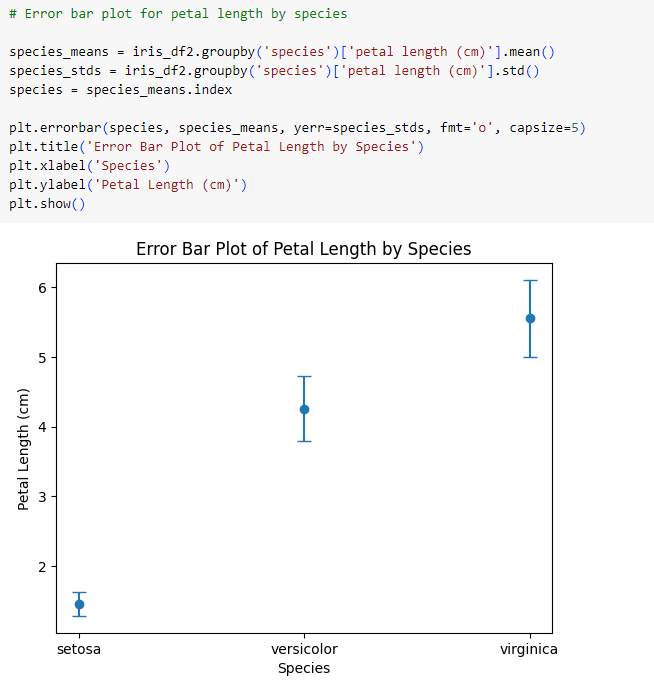 # Error bar plot for petal length by species
species_means = iris_df2.groupby('species')['petal length (cm)'].mean()
species_stds = iris_df2.groupby('species')['petal length (cm)'].std()
species = species_means.index
plt.errorbar(species, species_means, yerr=species_stds, fmt='o', capsize=5)
plt.title('Error Bar Plot of Petal Length by Species')
plt.xlabel('Species')
plt.ylabel('Petal Length (cm)')
plt.show()
Error Bar Plot of Petal Length by Species
Petal Length (cm)
6
5
4
3
2
setosa versicolor virginica
Species